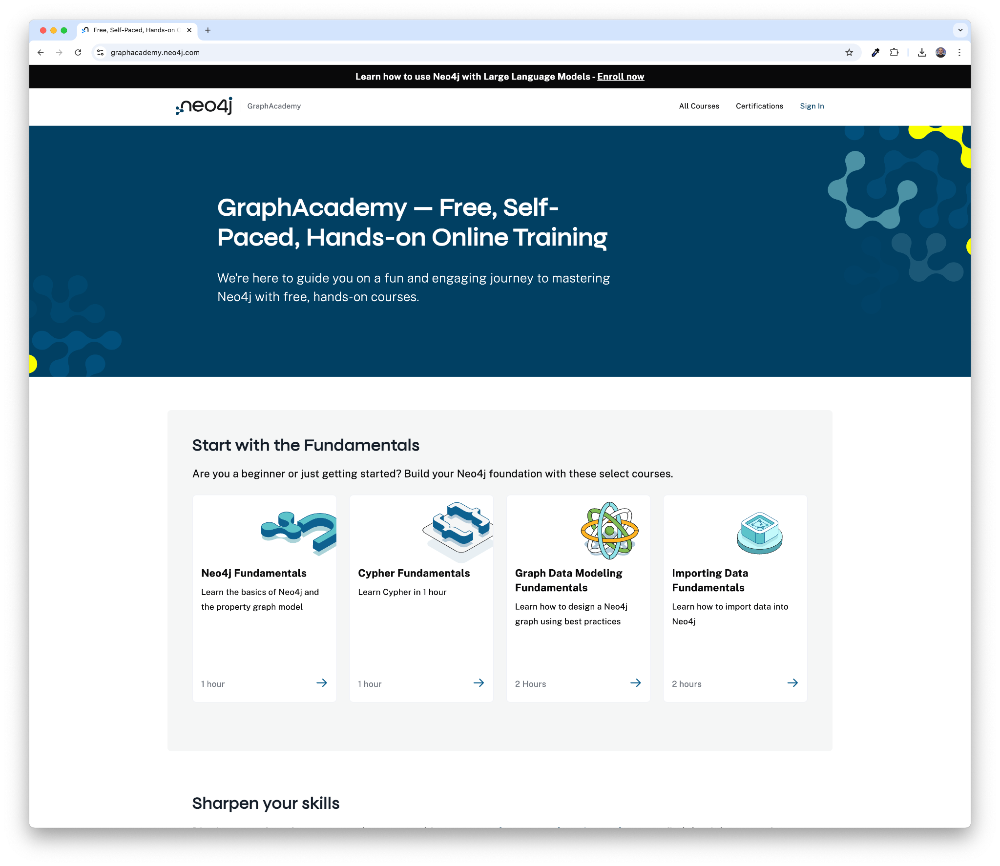 Free, Self-Paced, Hands-on
graphacademy.neo4j.com
Learn how to use Neo4j with Large Language Models - Enroll now
neo4j GraphAcademy
All Courses Certifications Sign In
GraphAcademy — Free, Self-
Paced, Hands-on Online Training
We're here to guide you on a fun and engaging journey to mastering
Neo4j with free, hands-on courses.
Start with the Fundamentals
Are you a beginner or just getting started? Build your Neo4j foundation with these select courses.
Neo4j Fundamentals
Learn the basics of Neo4j and
the property graph model
1 hour
Cypher Fundamentals
Learn Cypher in 1 hour
1 hour
Graph Data Modeling
Fundamentals
Learn how to design a Neo4j
graph using best practices
2 Hours
Importing Data
Fundamentals
Learn how to import data into
Neo4j
2 hours
Sharpen your skills